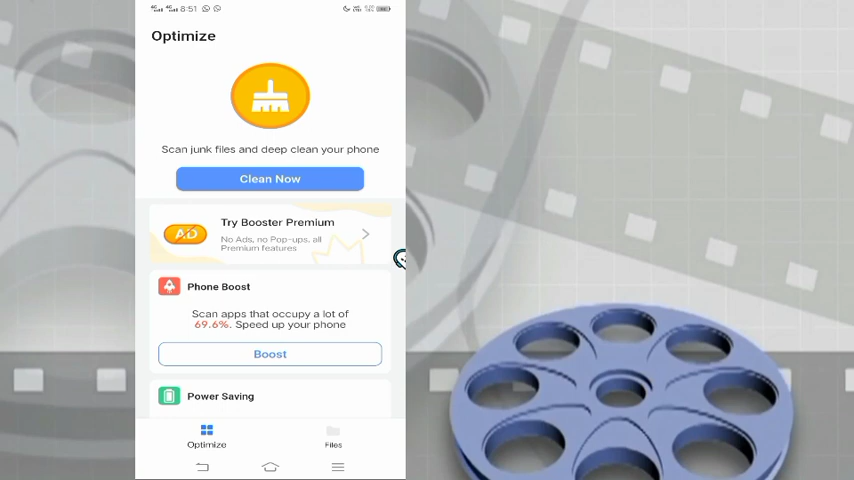 8:51
Optimize
Scan junk files and deep clean your phone
Clean Now
AD
Try Booster Premium
No Ads, no Pop-ups, all
Premium features
Phone Boost
Scan apps that occupy a lot of
69.6%. Speed up your phone
Boost
Power Saving
Optimize
Files